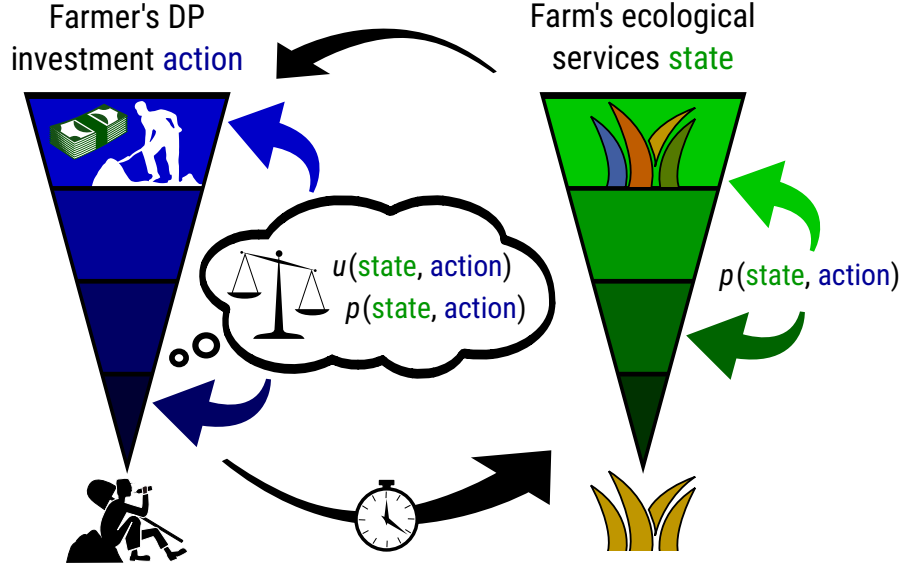 Farmer's DP
investment action
Farm's ecological
services state
u(state, action)
p(state, action)
p(state, action)